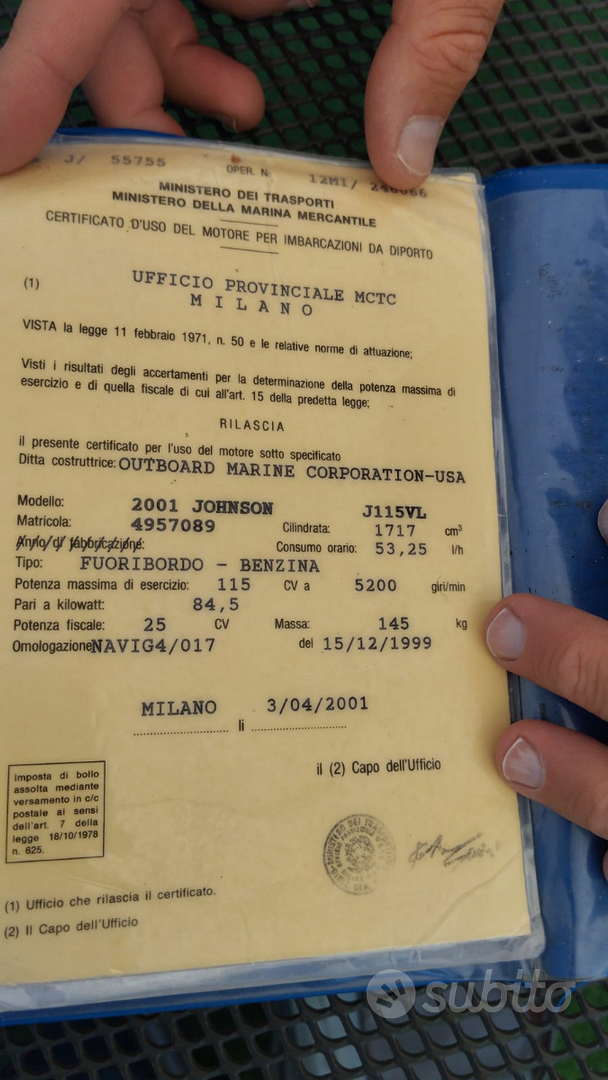 J/ 55755 OPER. N. 12MI/
MINISTERO DEI TRASPORTI
MINISTERO DELLA MARINA MERCANTILE
CERTIFICATO D'USO DEL MOTORE PER IMBARCAZIONI DA DIPORTO
(1) UFFICIO PROVINCIALE MCTC
MILANO
VISTA la legge 11 febbraio 1971, n. 50 e le relative norme di attuazione;
Visti i risultati degli accertamenti per la determinazione della potenza massima di
esercizio e di quella fiscale di cui all'art. 15 della predetta legge;
RILASCIA
il presente certificato per l'uso del motore sotto specificato
Ditta costruttrice: OUTBOARD MARINE CORPORATION-USA
Modello: 2001 JOHNSON J115VL
Matricola: 4957089 Cilindrata: 1717 cm³
Anno di fabbricazione: Consumo orario: 53,25 l/h
Tipo: FUORIBORDO - BENZINA
Potenza massima di esercizio: 115 CV a 5200 giri/min
Pari a kilowatt: 84,5
Potenza fiscale: 25 CV Massa: 145 kg
Omologazione NAVIG4/017 del 15/12/1999
MILANO 3/04/2001
li
il (2) Capo dell'Ufficio
Imposta di bollo
assolta mediante
versamento in c/c
postale ai sensi
dell'art. 7 della
legge 18/10/1978
n. 625.
(1) Ufficio che rilascia il certificato.
(2) Il Capo dell'Ufficio
subito